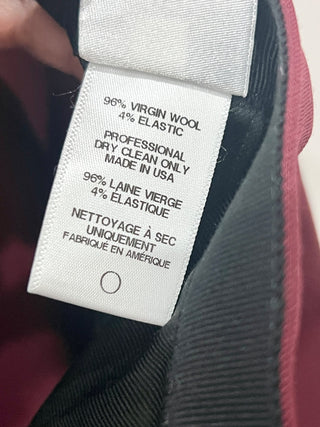 96% VIRGIN WOOL
4% ELASTIC
PROFESSIONAL
DRY CLEAN ONLY
MADE IN USA
96% LAINE VIERGE
4% ÉLASTIQUE
NETTOYAGE À SEC
UNIQUEMENT
FABRIQUÉ EN AMÉRIQUE